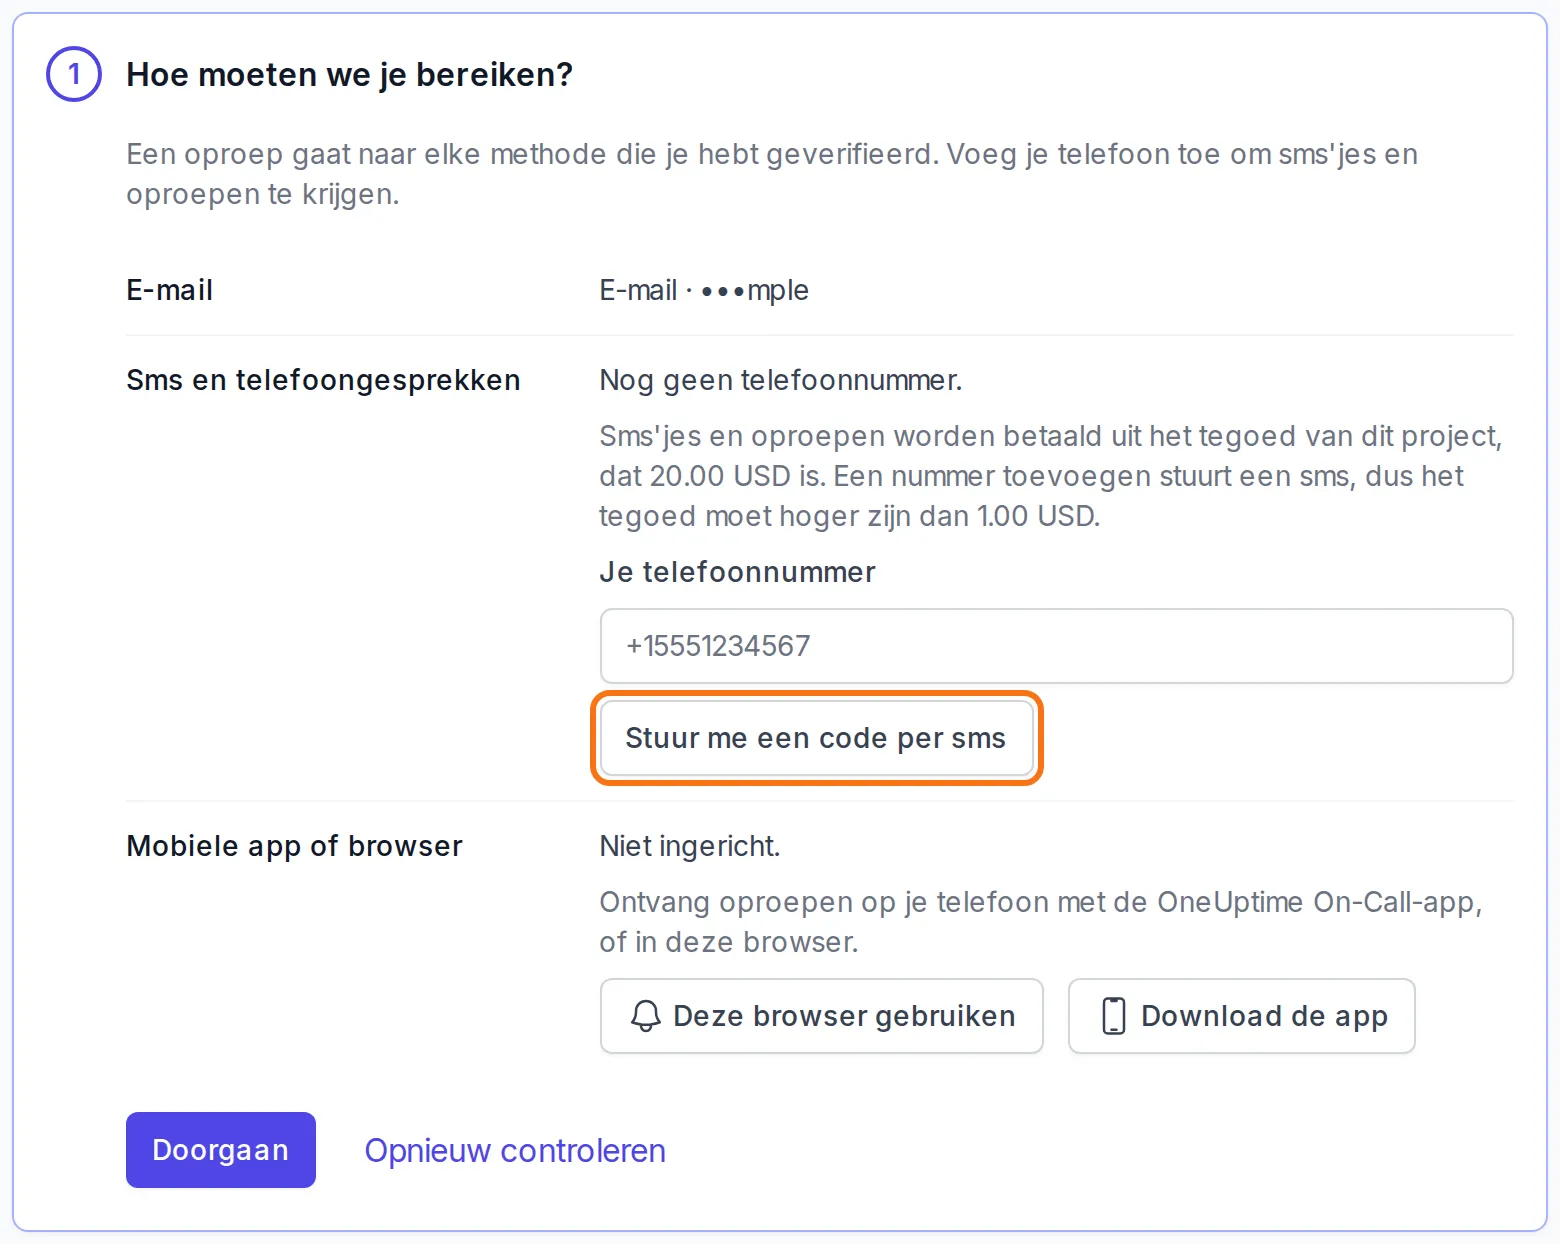 1
Hoe moeten we je bereiken?
Een oproep gaat naar elke methode die je hebt geverifieerd. Voeg je telefoon toe om sms'jes en
oproepen te krijgen.
E-mail
E-mail · •••mple
Sms en telefoongesprekken
Nog geen telefoonnummer.
Sms'jes en oproepen worden betaald uit het tegoed van dit project,
dat 20.00 USD is. Een nummer toevoegen stuurt een sms, dus het
tegoed moet hoger zijn dan 1.00 USD.
Je telefoonnummer
+15551234567
Stuur me een code per sms
Mobiele app of browser
Niet ingericht.
Ontvang oproepen op je telefoon met de OneUptime On-Call-app,
of in deze browser.
Deze browser gebruiken
Download de app
Doorgaan
Opnieuw controleren